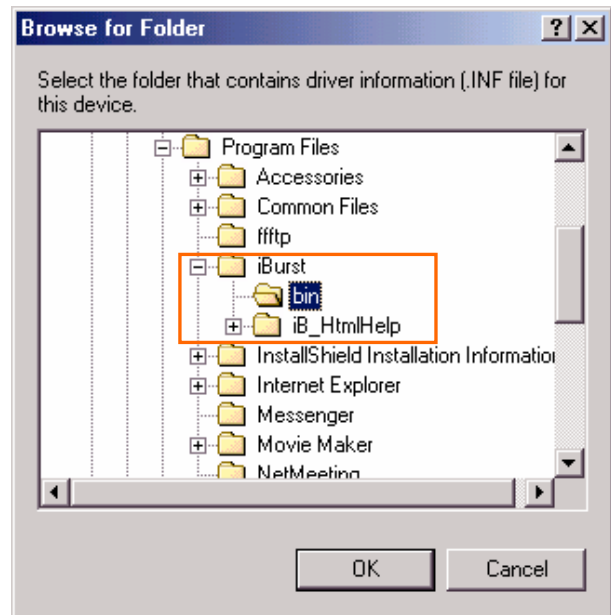 Browse for Folder
Select the folder that contains driver information (.INF file) for
this device.
Program Files
Accessories
Common Files
ffftp
iBurst
bin
iB_HtmlHelp
InstallShield Installation Informatio
Internet Explorer
Messenger
Movie Maker
NetMeeting
OK Cancel